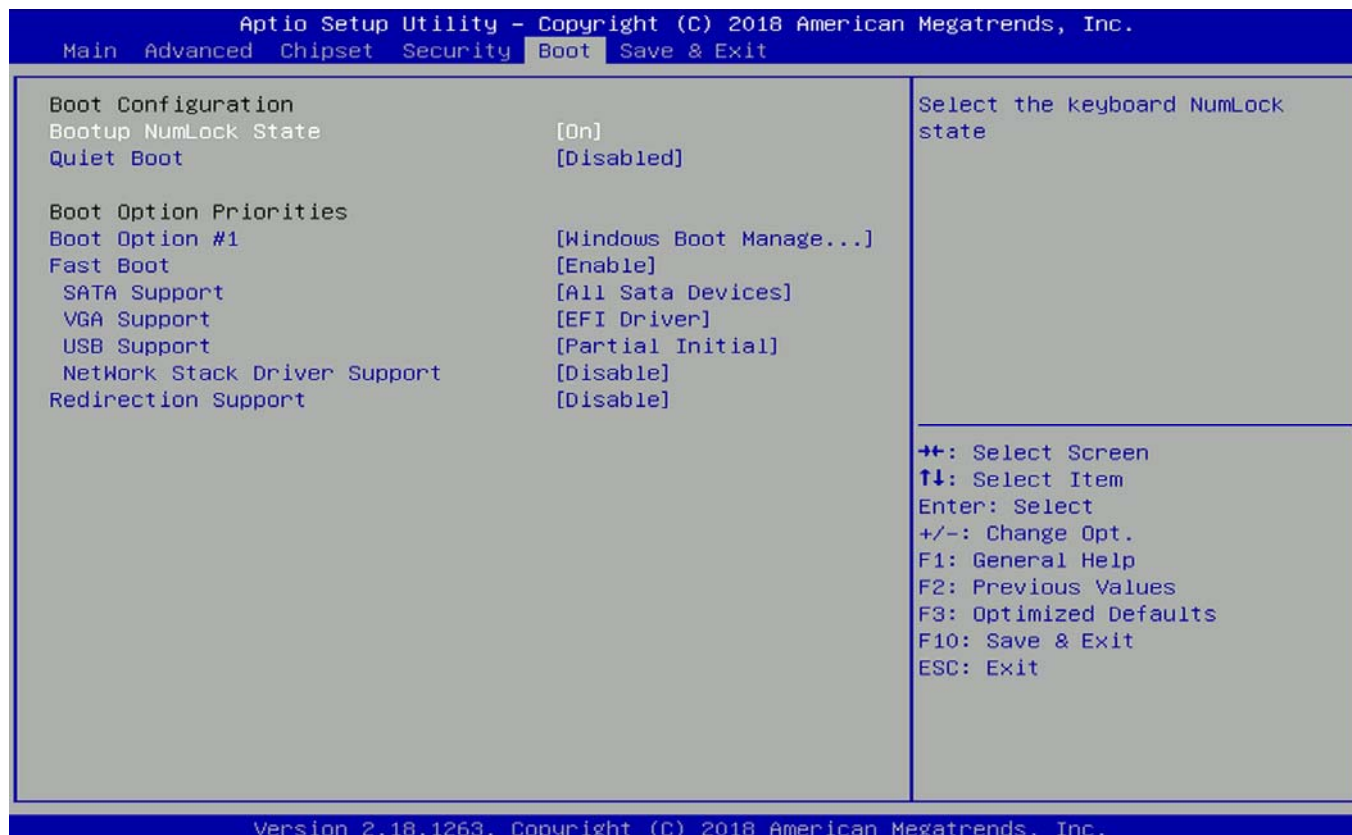 Aptio Setup Utility – Copyright (C) 2018 American Megatrends, Inc.
Main Advanced Chipset Security Boot Save & Exit
Boot Configuration
Bootup NumLock State [On]
Quiet Boot [Disabled]
Boot Option Priorities
Boot Option #1 [Windows Boot Manage...]
Fast Boot [Enable]
SATA Support [All Sata Devices]
VGA Support [EFI Driver]
USB Support [Partial Initial]
NetWork Stack Driver Support [Disable]
Redirection Support [Disable]
Select the keyboard NumLock
state
→←: Select Screen
↑↓: Select Item
Enter: Select
+/-: Change Opt.
F1: General Help
F2: Previous Values
F3: Optimized Defaults
F10: Save & Exit
ESC: Exit
Version 2.18.1263. Copyright (C) 2018 American Megatrends, Inc.